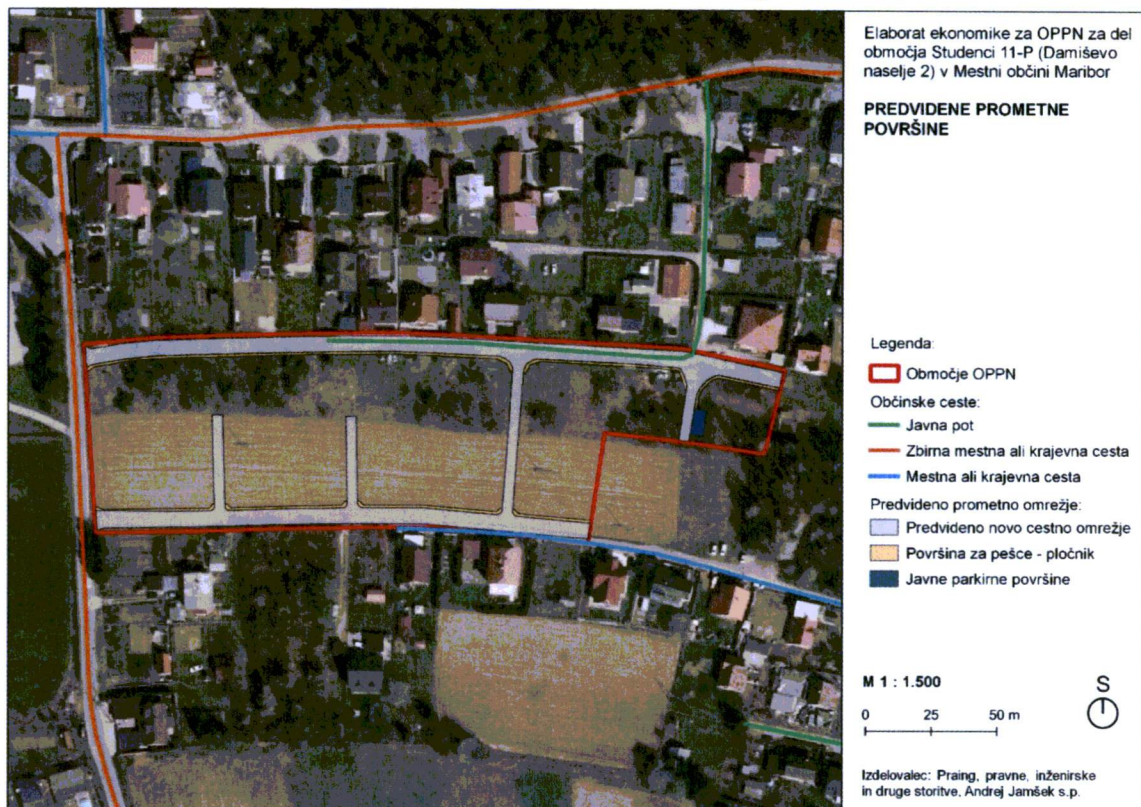 Elaborat ekonomike za OPPN za del
območja Studenci 11-P (Damiševo
naselje 2) v Mestni občini Maribor
PREDVIDENE PROMETNE
POVRŠINE
Legenda:
Območje OPPN
Občinske ceste:
Javna pot
Zbirna mestna ali krajevna cesta
Mestna ali krajevna cesta
Predvideno prometno omrežje:
Predvideno novo cestno omrežje
Površina za pešce - pločnik
Javne parkirne površine
M 1 : 1.500
S
0 25 50 m
Izdelovalec: Praing, pravne, inženirske
in druge storitve, Andrej Jamšek s.p.